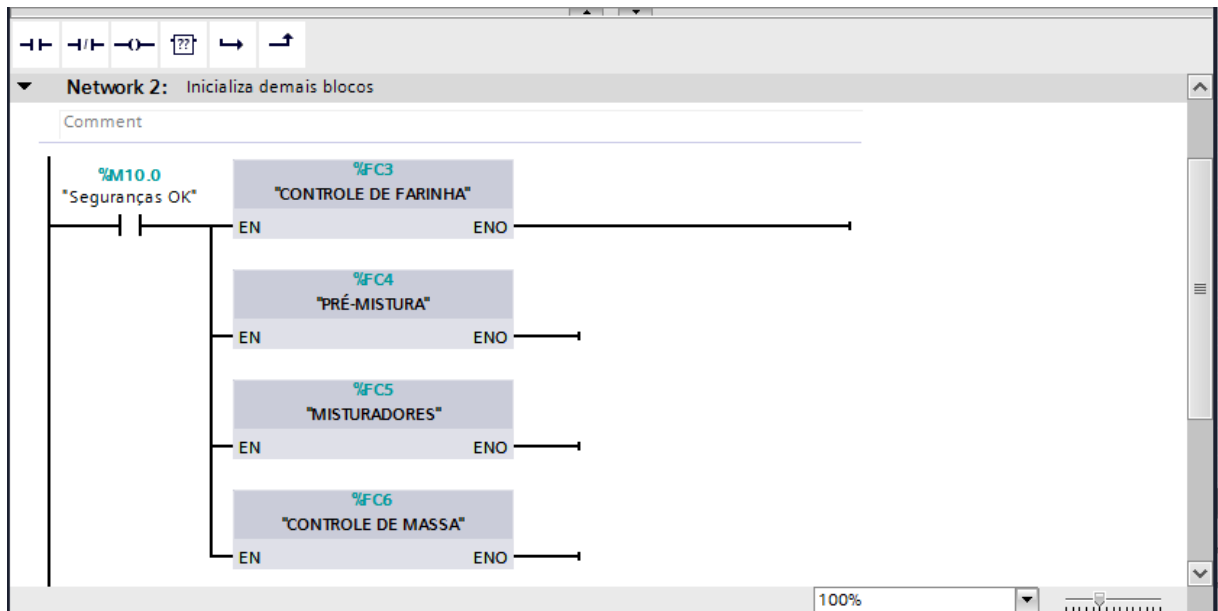 ??
Network 2: Inicializa demais blocos
Comment
%M10.0
"Seguranças OK"
%FC3
"CONTROLE DE FARINHA"
EN ENO
%FC4
"PRÉ-MISTURA"
EN ENO
%FC5
"MISTURADORES"
EN ENO
%FC6
"CONTROLE DE MASSA"
EN ENO
100%